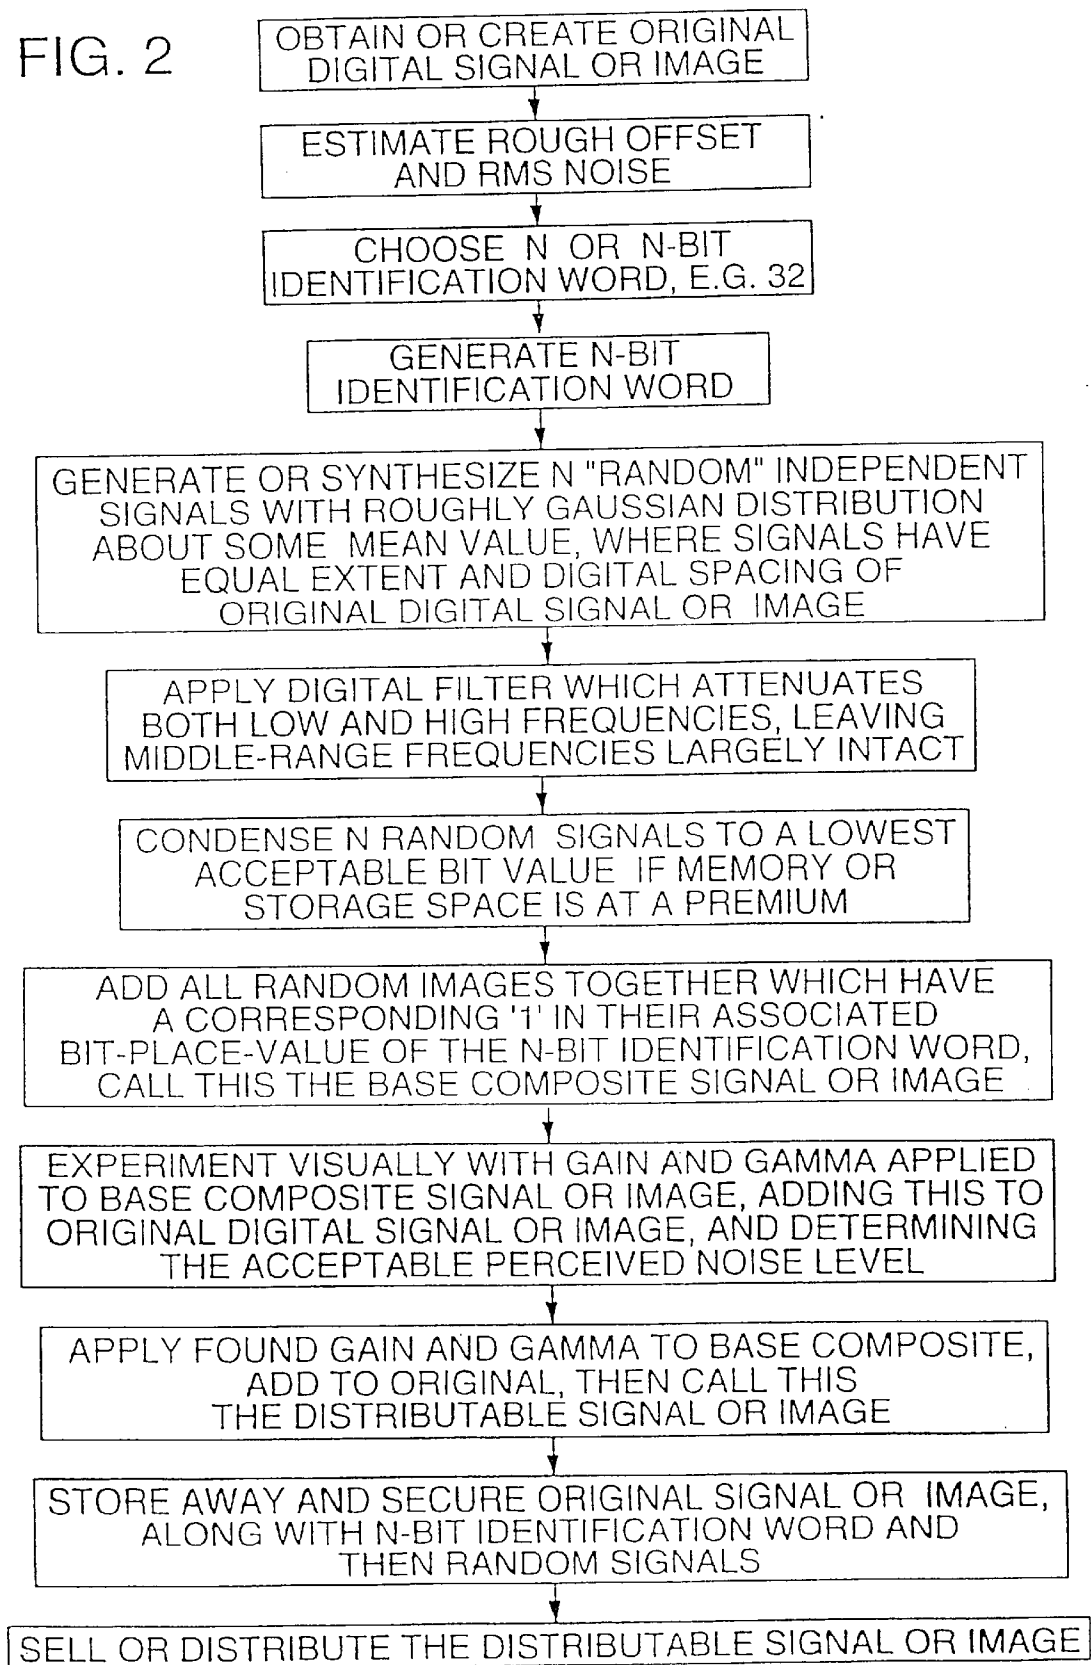 FIG. 2
OBTAIN OR CREATE ORIGINAL
DIGITAL SIGNAL OR IMAGE
ESTIMATE ROUGH OFFSET
AND RMS NOISE
CHOOSE N OR N-BIT
IDENTIFICATION WORD, E.G. 32
GENERATE N-BIT
IDENTIFICATION WORD
GENERATE OR SYNTHESIZE N "RANDOM" INDEPENDENT
SIGNALS WITH ROUGHLY GAUSSIAN DISTRIBUTION
ABOUT SOME MEAN VALUE, WHERE SIGNALS HAVE
EQUAL EXTENT AND DIGITAL SPACING OF
ORIGINAL DIGITAL SIGNAL OR IMAGE
APPLY DIGITAL FILTER WHICH ATTENUATES
BOTH LOW AND HIGH FREQUENCIES, LEAVING
MIDDLE-RANGE FREQUENCIES LARGELY INTACT
CONDENSE N RANDOM SIGNALS TO A LOWEST
ACCEPTABLE BIT VALUE IF MEMORY OR
STORAGE SPACE IS AT A PREMIUM
ADD ALL RANDOM IMAGES TOGETHER WHICH HAVE
A CORRESPONDING '1' IN THEIR ASSOCIATED
BIT-PLACE-VALUE OF THE N-BIT IDENTIFICATION WORD,
CALL THIS THE BASE COMPOSITE SIGNAL OR IMAGE
EXPERIMENT VISUALLY WITH GAIN AND GAMMA APPLIED
TO BASE COMPOSITE SIGNAL OR IMAGE, ADDING THIS TO
ORIGINAL DIGITAL SIGNAL OR IMAGE, AND DETERMINING
THE ACCEPTABLE PERCEIVED NOISE LEVEL
APPLY FOUND GAIN AND GAMMA TO BASE COMPOSITE,
ADD TO ORIGINAL, THEN CALL THIS
THE DISTRIBUTABLE SIGNAL OR IMAGE
STORE AWAY AND SECURE ORIGINAL SIGNAL OR IMAGE,
ALONG WITH N-BIT IDENTIFICATION WORD AND
THEN RANDOM SIGNALS
SELL OR DISTRIBUTE THE DISTRIBUTABLE SIGNAL OR IMAGE